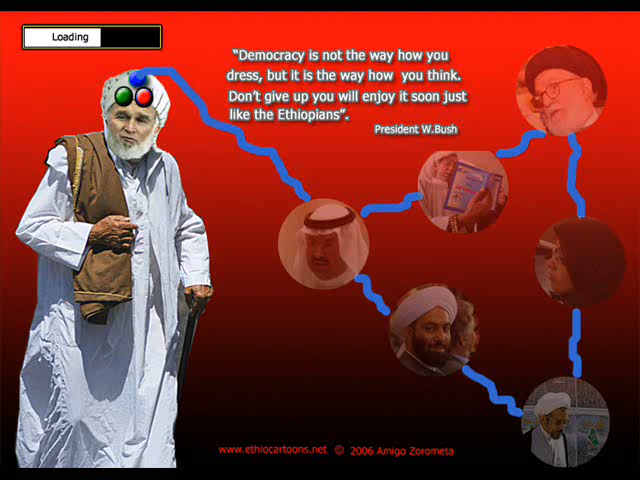 Loading
“Democracy is not the way how you
dress, but it is the way how you think.
Don't give up you will enjoy it soon just
like the Ethiopians”.
President W.Bush
www.ethiocartoons.net © 2006 Amigo Zorometa